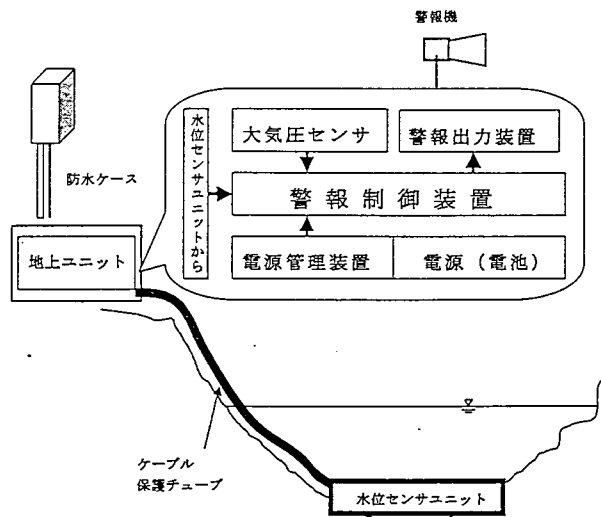 警報機
水位センサユニットから
大気圧センサ
警報出力装置
警報制御装置
電源管理装置
電源（電池）
防水ケース
地上ユニット
ケーブル
保護チューブ
水位センサユニット